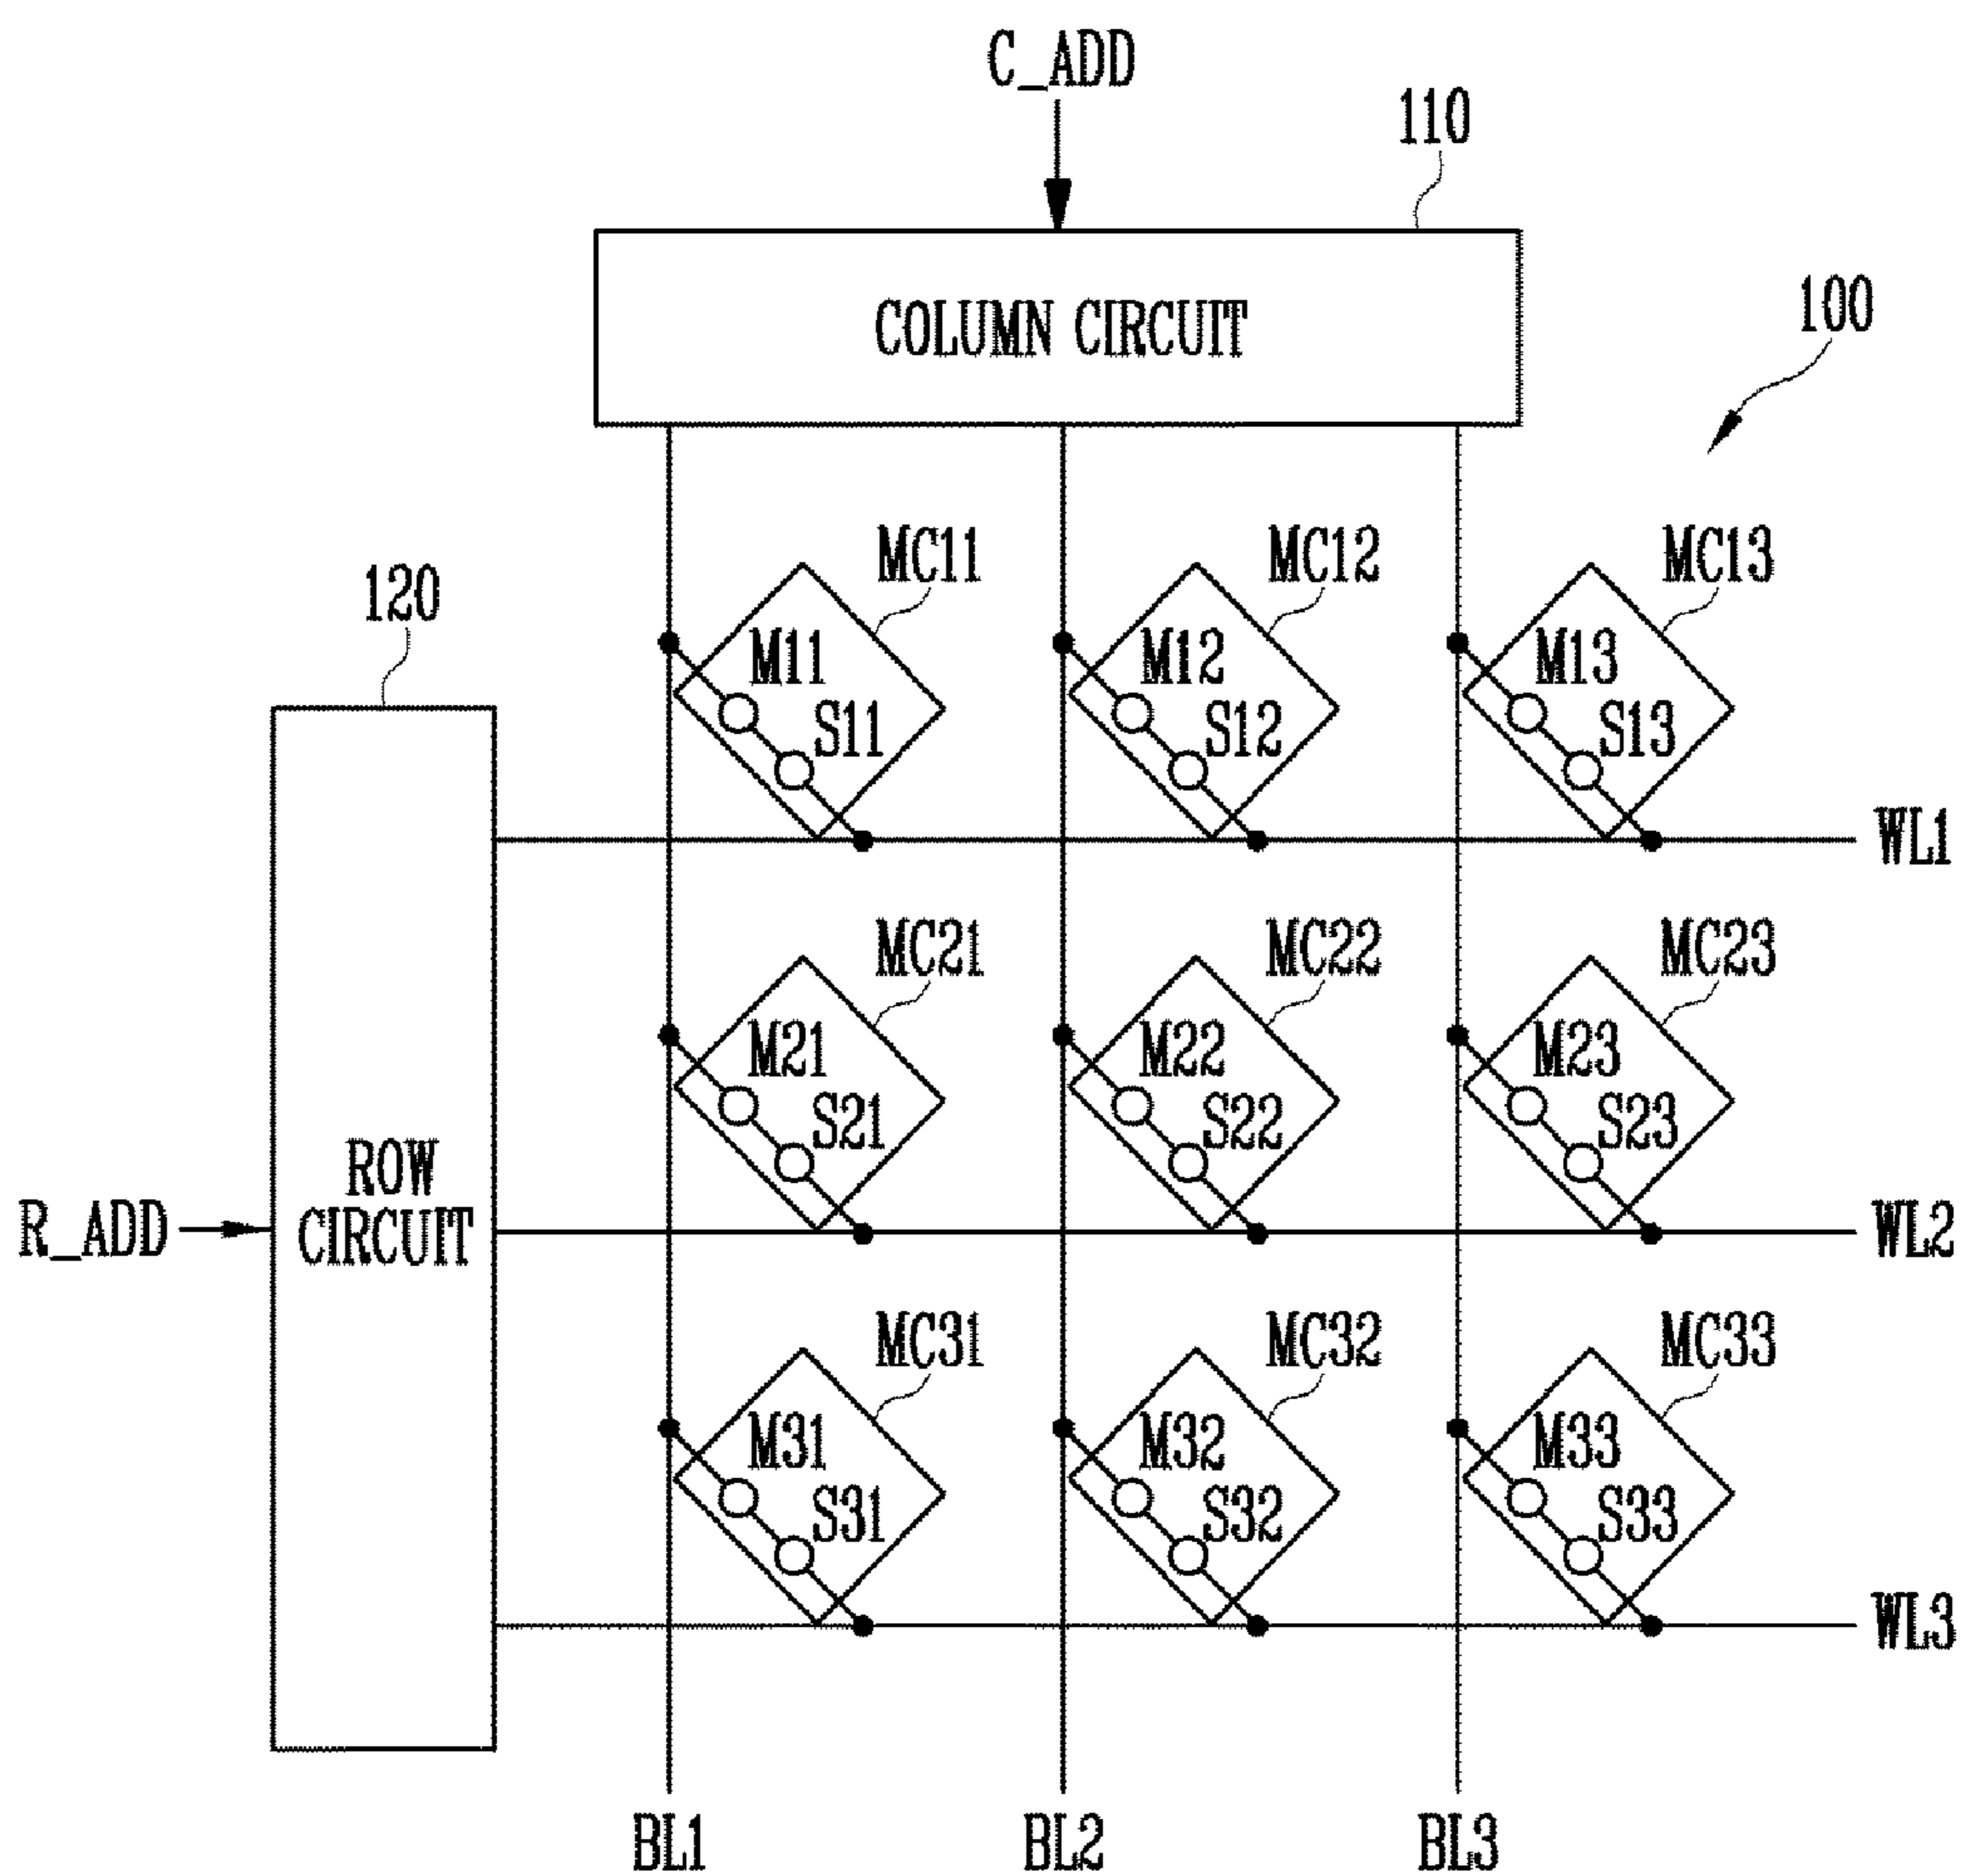 C_ADD
110
COLUMN CIRCUIT
100
120
MC11 MC12 MC13
M11 M12 M13
S11 S12 S13
WL1
MC21 MC22 MC23
M21 M22 M23
S21 S22 S23
ROW
CIRCUIT
R_ADD
WL2
MC31 MC32 MC33
M31 M32 M33
S31 S32 S33
WL3
BL1 BL2 BL3